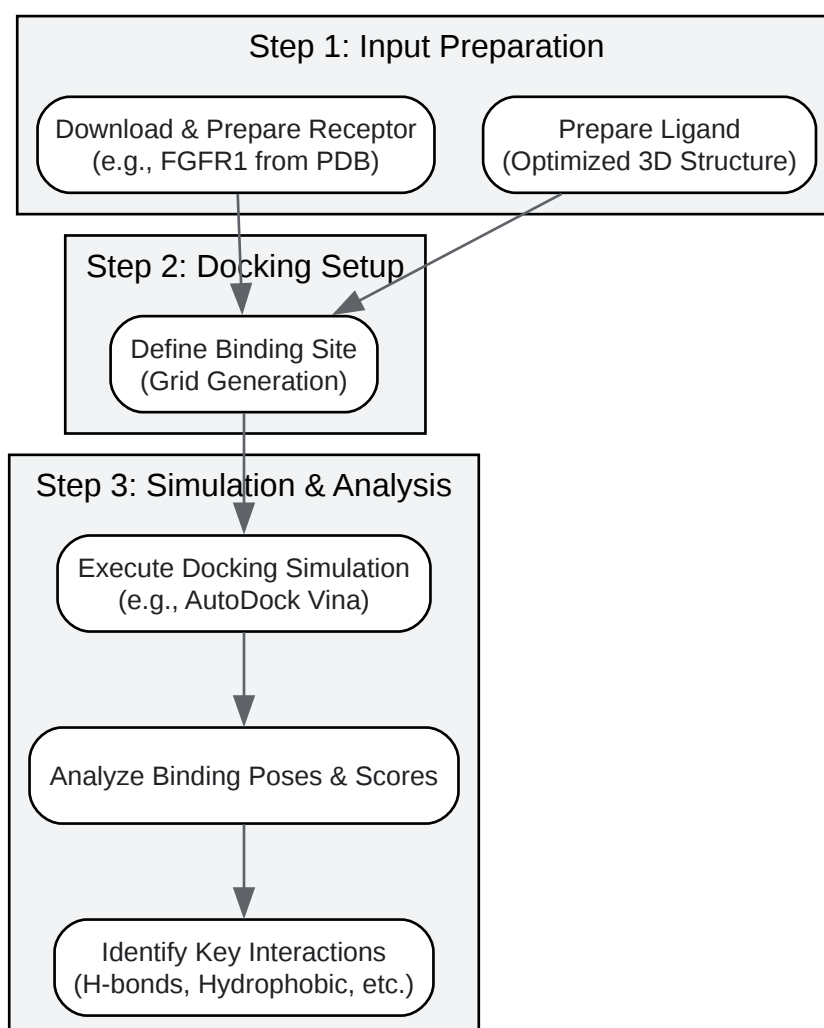 Step 1: Input Preparation
Download & Prepare Receptor
(e.g., FGFR1 from PDB)
Prepare Ligand
(Optimized 3D Structure)
Step 2: Docking Setup
Define Binding Site
(Grid Generation)
Step 3: Simulation & Analysis
Execute Docking Simulation
(e.g., AutoDock Vina)
Analyze Binding Poses & Scores
Identify Key Interactions
(H-bonds, Hydrophobic, etc.)